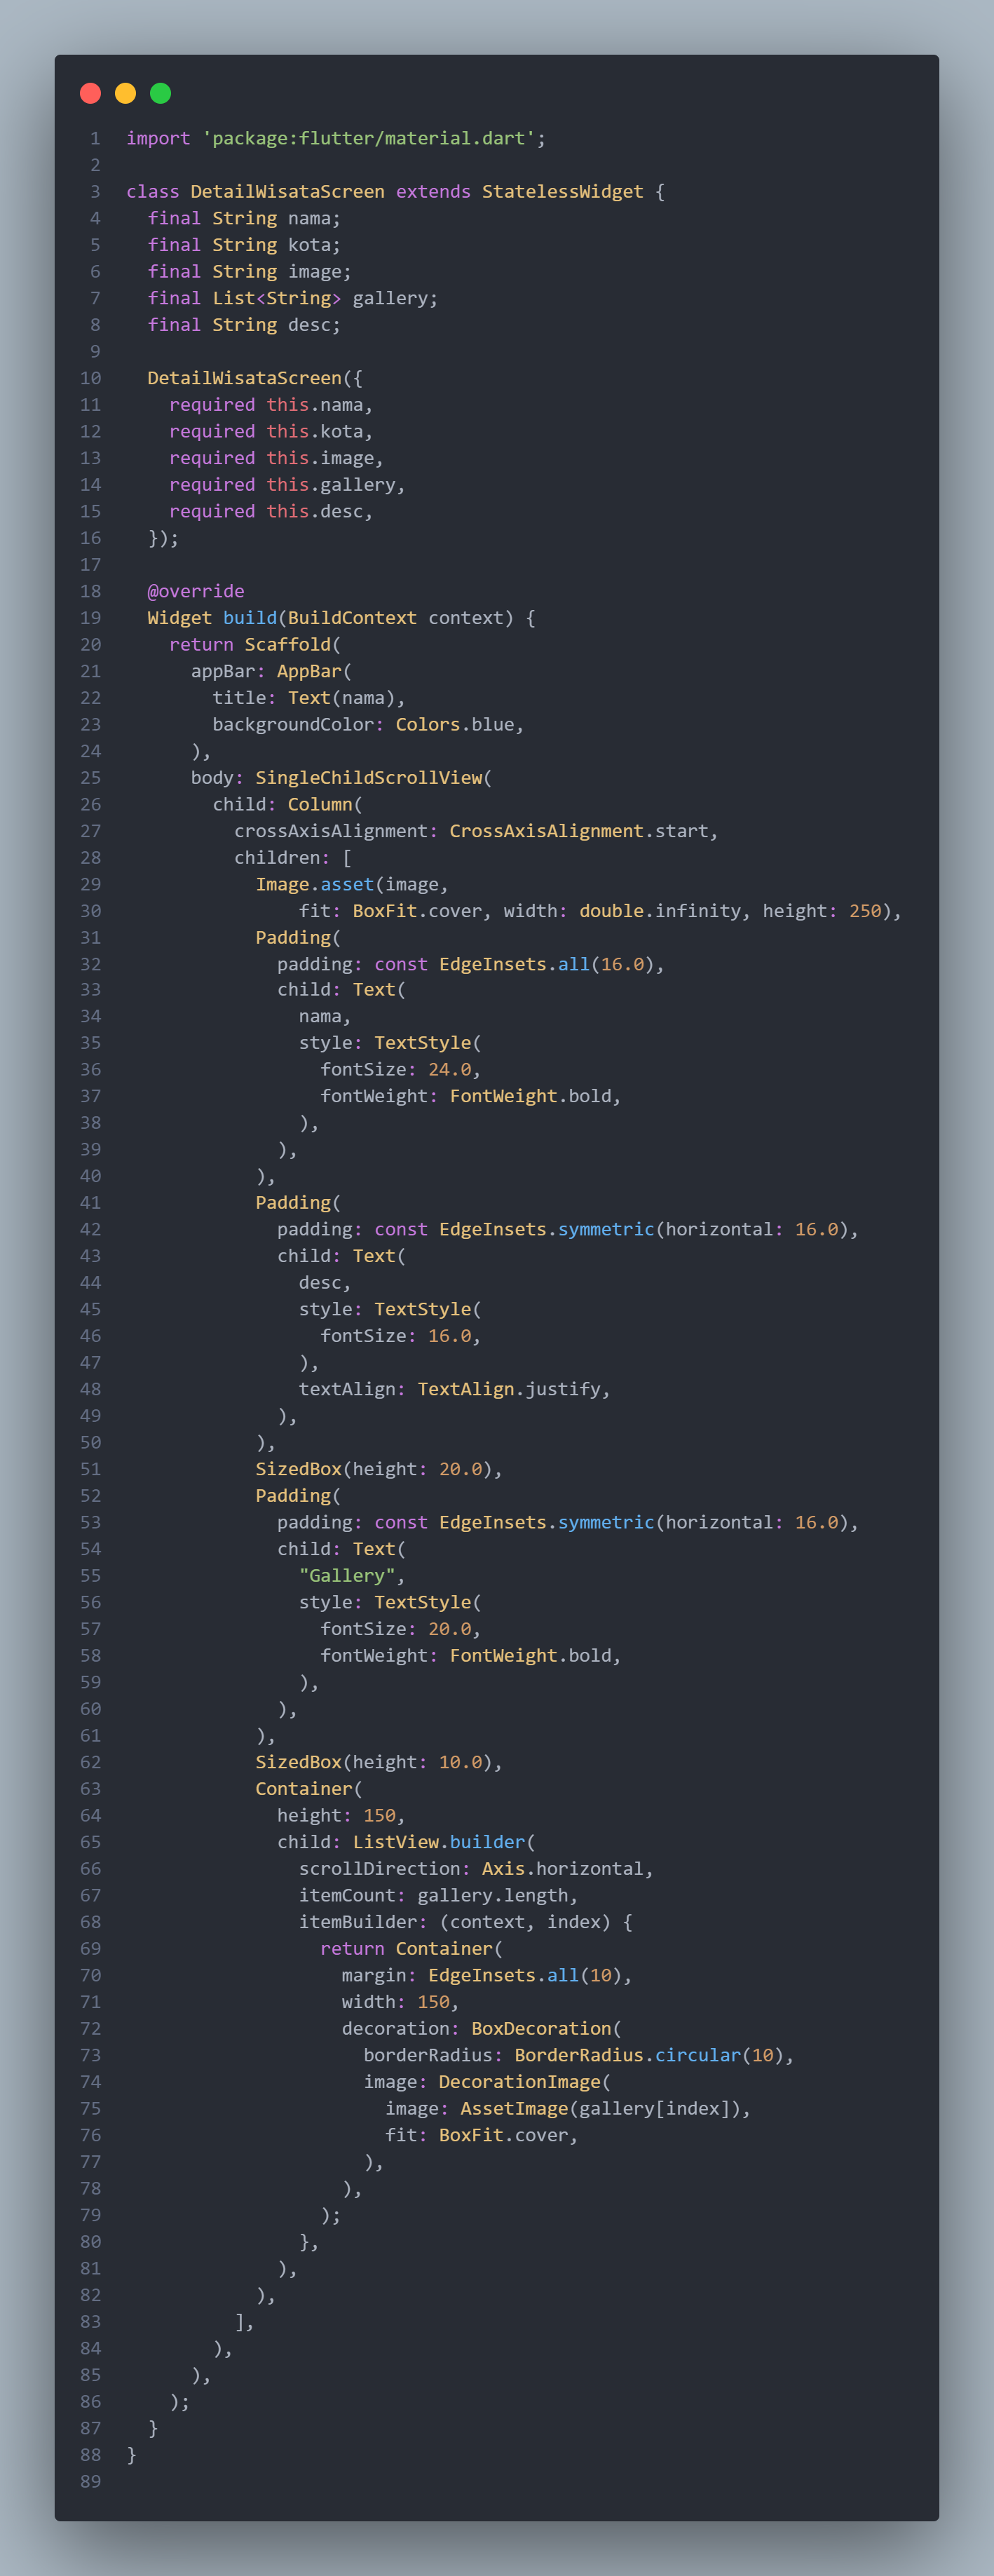 1 import 'package:flutter/material.dart';
2
3 class DetailWisataScreen extends StatelessWidget {
4   final String nama;
5   final String kota;
6   final String image;
7   final List<String> gallery;
8   final String desc;
9
10   DetailWisataScreen({
11     required this.nama,
12     required this.kota,
13     required this.image,
14     required this.gallery,
15     required this.desc,
16   });
17
18   @override
19   Widget build(BuildContext context) {
20     return Scaffold(
21       appBar: AppBar(
22         title: Text(nama),
23         backgroundColor: Colors.blue,
24       ),
25       body: SingleChildScrollView(
26         child: Column(
27           crossAxisAlignment: CrossAxisAlignment.start,
28           children: [
29             Image.asset(image,
30                 fit: BoxFit.cover, width: double.infinity, height: 250),
31             Padding(
32               padding: const EdgeInsets.all(16.0),
33               child: Text(
34                 nama,
35                 style: TextStyle(
36                   fontSize: 24.0,
37                   fontWeight: FontWeight.bold,
38                 ),
39               ),
40             ),
41             Padding(
42               padding: const EdgeInsets.symmetric(horizontal: 16.0),
43               child: Text(
44                 desc,
45                 style: TextStyle(
46                   fontSize: 16.0,
47                 ),
48                 textAlign: TextAlign.justify,
49               ),
50             ),
51             SizedBox(height: 20.0),
52             Padding(
53               padding: const EdgeInsets.symmetric(horizontal: 16.0),
54               child: Text(
55                 "Gallery",
56                 style: TextStyle(
57                   fontSize: 20.0,
58                   fontWeight: FontWeight.bold,
59                 ),
60               ),
61             ),
62             SizedBox(height: 10.0),
63             Container(
64               height: 150,
65               child: ListView.builder(
66                 scrollDirection: Axis.horizontal,
67                 itemCount: gallery.length,
68                 itemBuilder: (context, index) {
69                   return Container(
70                     margin: EdgeInsets.all(10),
71                     width: 150,
72                     decoration: BoxDecoration(
73                       borderRadius: BorderRadius.circular(10),
74                       image: DecorationImage(
75                         image: AssetImage(gallery[index]),
76                         fit: BoxFit.cover,
77                       ),
78                     ),
79                   );
80                 },
81               ),
82             ),
83           ],
84         ),
85       ),
86     );
87   }
88 }
89